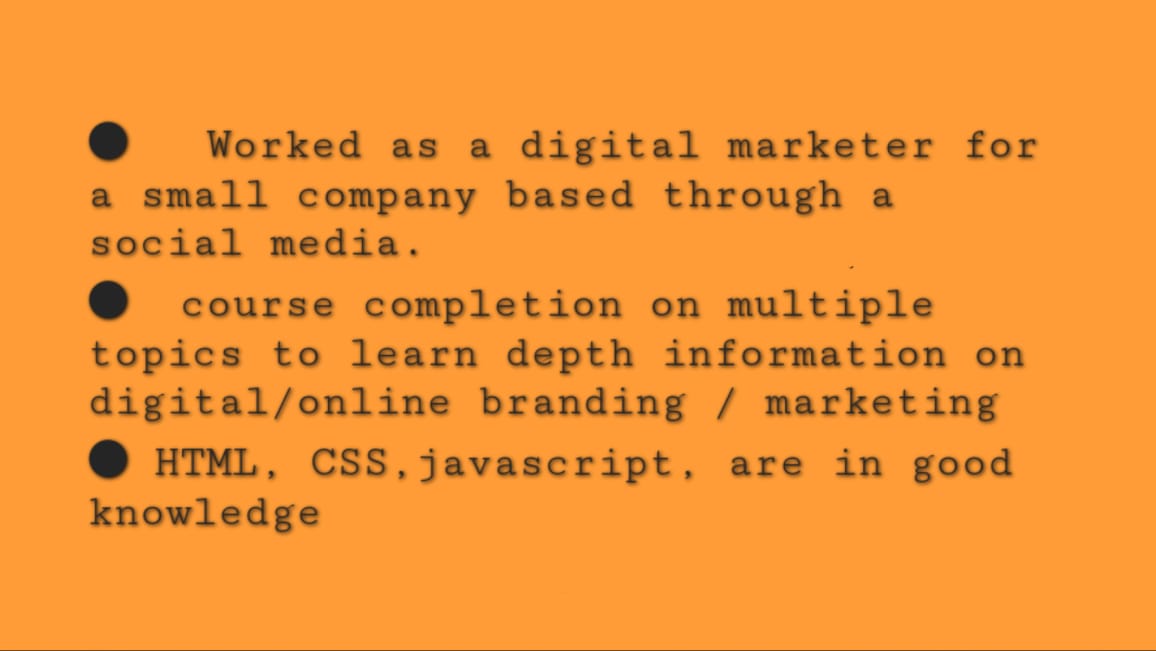 ● Worked as a digital marketer for
a small company based through a
social media.
● course completion on multiple
topics to learn depth information on
digital/online branding / marketing
● HTML, CSS,javascript, are in good
knowledge